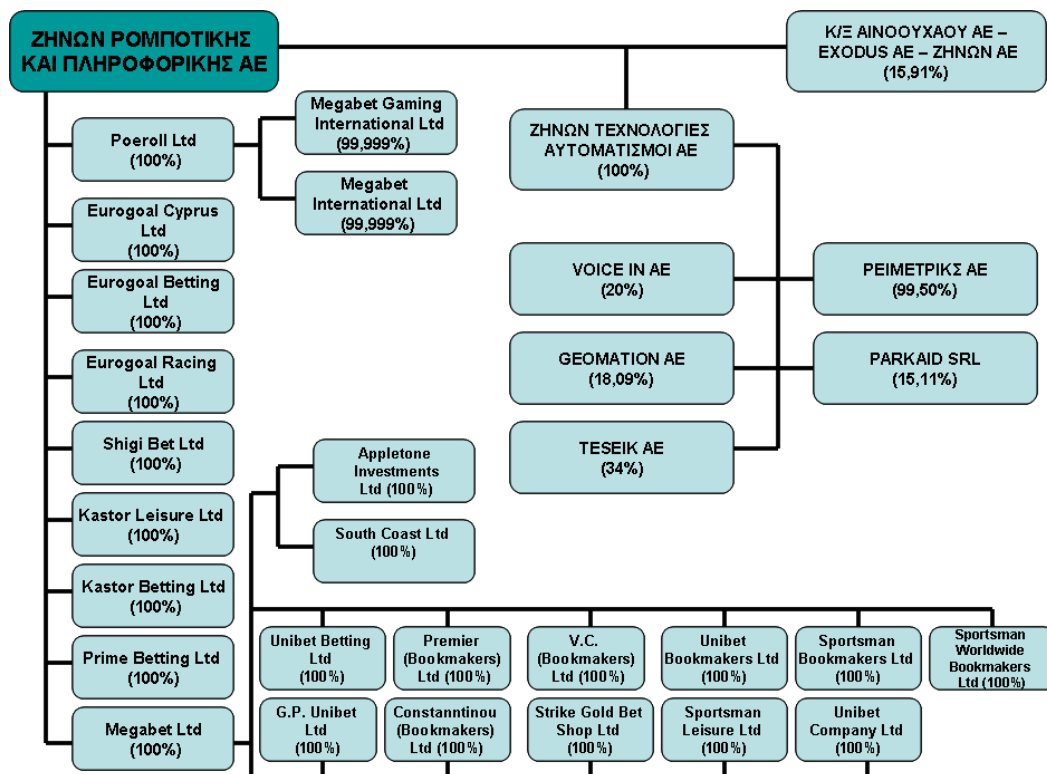 ΖΗΝΩΝ ΡΟΜΠΟΤΙΚΗΣ
ΚΑΙ ΠΛΗΡΟΦΟΡΙΚΗΣ ΑΕ
Κ/Ξ ΑΙΝΟΟΥΧΑΟΥ ΑΕ –
EXODUS ΑΕ – ΖΗΝΩΝ ΑΕ
(15,91%)
Poeroll Ltd
(100%)
Megabet Gaming
International Ltd
(99,999%)
Megabet
International Ltd
(99,999%)
ΖΗΝΩΝ ΤΕΧΝΟΛΟΓΙΕΣ
ΑΥΤΟΜΑΤΙΣΜΟΙ ΑΕ
(100%)
Eurogoal Cyprus
Ltd
(100%)
Eurogoal Betting
Ltd
(100%)
VOICE IN AE
(20%)
ΡΕΙΜΕΤΡΙΚΣ ΑΕ
(99,50%)
Eurogoal Racing
Ltd
(100%)
GEOMATION AE
(18,09%)
PARKAID SRL
(15,11%)
Shigi Bet Ltd
(100%)
TESEIK AE
(34%)
Appletone
Investments
Ltd (100%)
Kastor Leisure Ltd
(100%)
South Coast Ltd
(100%)
Kastor Betting Ltd
(100%)
Prime Betting Ltd
(100%)
Unibet Betting
Ltd
(100%)
Premier
(Bookmakers)
Ltd (100%)
V.C.
(Bookmakers)
Ltd (100%)
Unibet
Bookmakers Ltd
(100%)
Sportsman
Bookmakers Ltd
(100%)
Sportsman
Worldwide
Bookmakers
Ltd (100%)
Megabet Ltd
(100%)
G.P. Unibet
Ltd
(100%)
Constanntinou
(Bookmakers)
Ltd (100%)
Strike Gold Bet
Shop Ltd
(100%)
Sportsman
Leisure Ltd
(100%)
Unibet
Company Ltd
(100%)